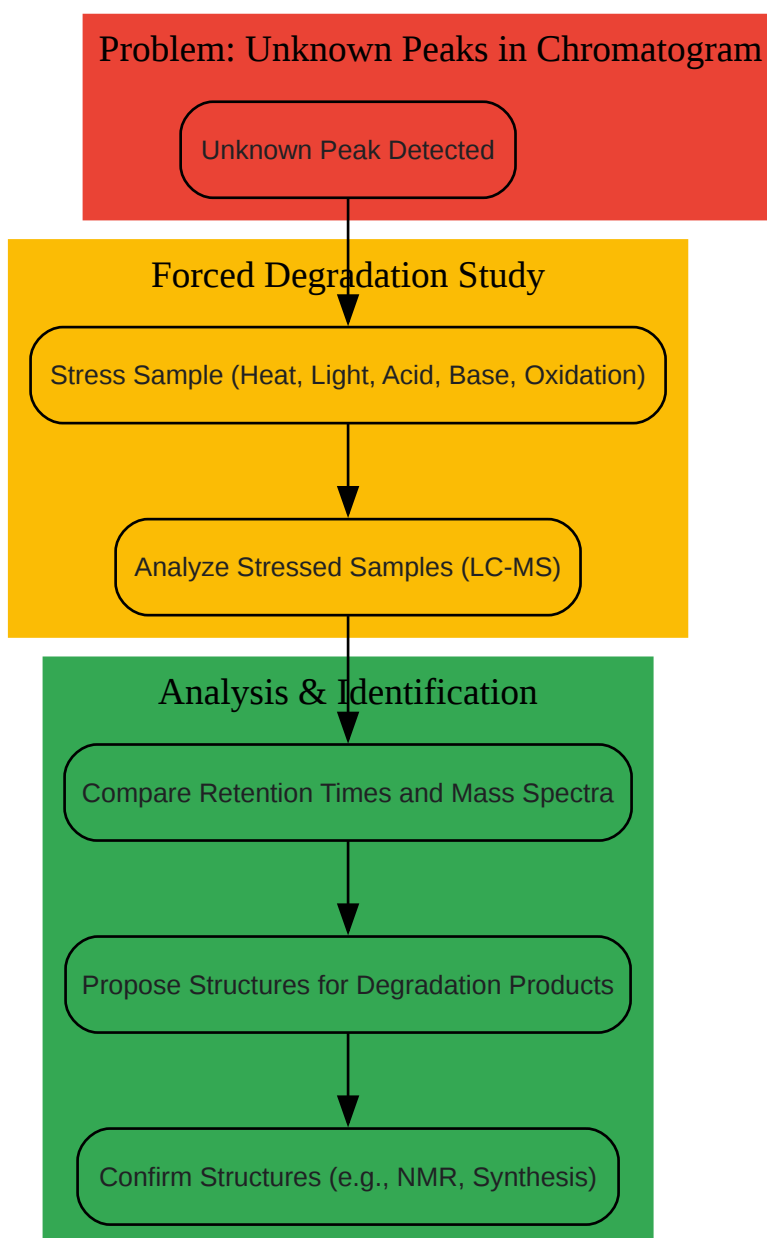 Problem: Unknown Peaks in Chromatogram
Unknown Peak Detected
Forced Degradation Study
Stress Sample (Heat, Light, Acid, Base, Oxidation)
Analyze Stressed Samples (LC-MS)
Analysis & Identification
Compare Retention Times and Mass Spectra
Propose Structures for Degradation Products
Confirm Structures (e.g., NMR, Synthesis)